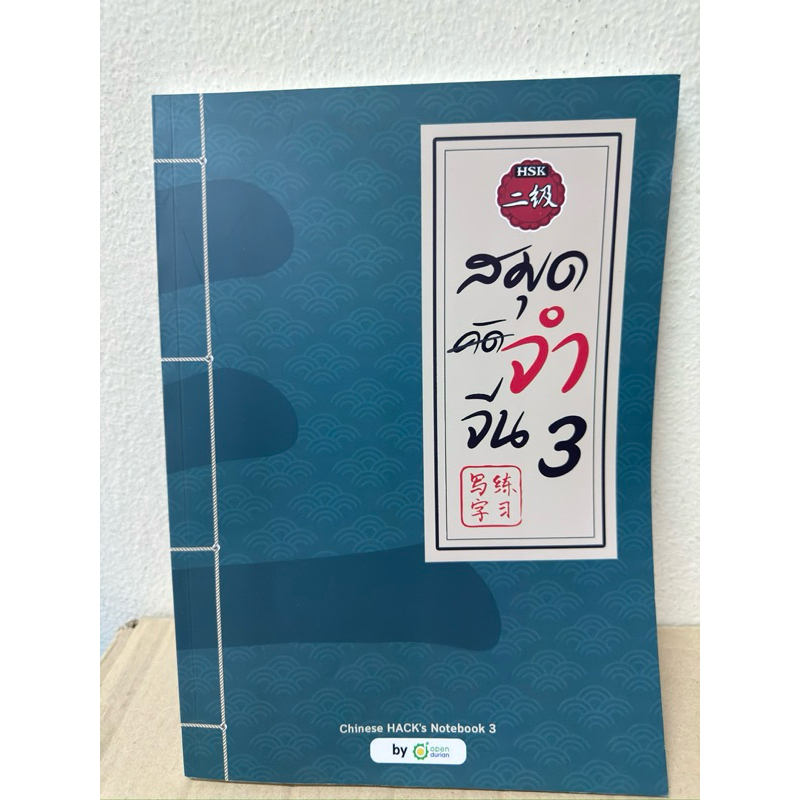 HSK
二级
สมุด
คัดจำ
จีน 3
写 练
字 习
Chinese HACK's Notebook 3
by open durian